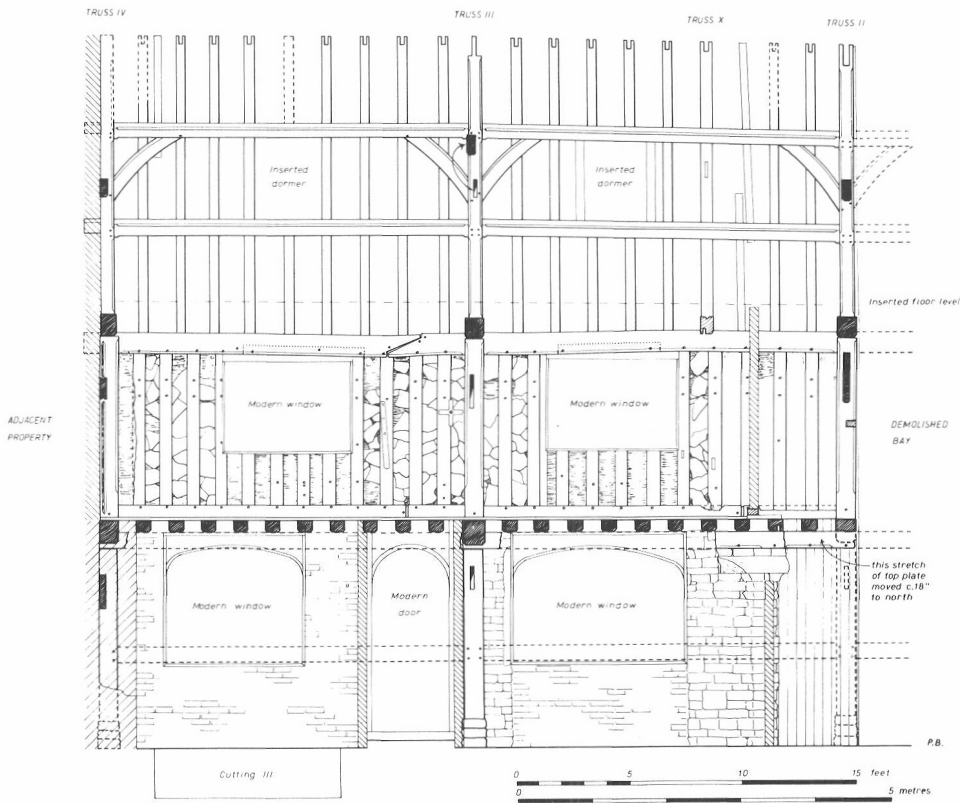 TRUSS IV
TRUSS III
TRUSS X
TRUSS II
Inserted
dormer
Inserted
dormer
Inserted floor level
ADJACENT
PROPERTY
Modern window
Modern window
DEMOLISHED
BAY
Modern window
Modern
door
Modern window
this stretch
of top plate
moved c.18"
to north
P.B.
Cutting III
0 5 10 15 feet
0 5 metres